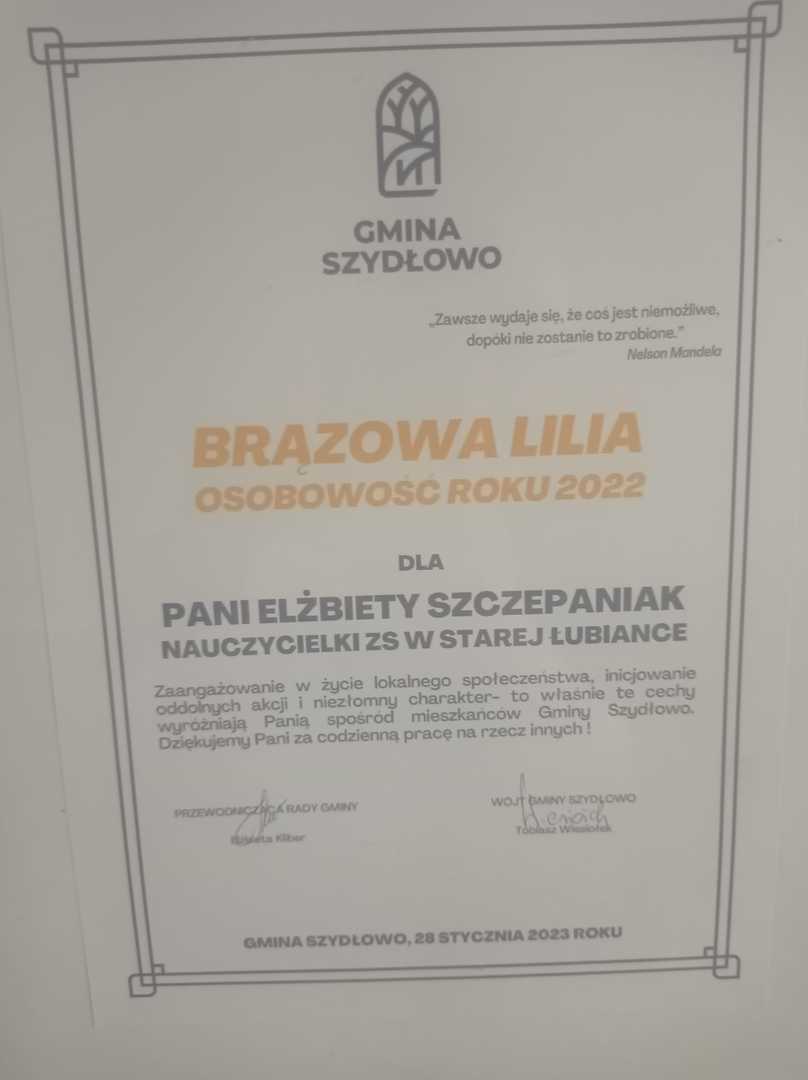 GMINA
SZYDŁOWO
„Zawsze wydaje się, że coś jest niemożliwe,
dopóki nie zostanie to zrobione."
Nelson Mandela
BRĄZOWA LILIA
OSOBOWOŚĆ ROKU 2022
DLA
PANI ELŻBIETY SZCZEPANIAK
NAUCZYCIELKI ZS W STAREJ ŁUBIANCE
Zaangażowanie w życie lokalnego społeczeństwa, inicjowanie
oddolnych akcji i niezłomny charakter- to właśnie te cechy
wyróżniają Panią spośród mieszkańców Gminy Szydłowo.
Dziękujemy Pani za codzienną pracę na rzecz innych !
PRZEWODNICZĄCA RADY GMINY
Kliber
WÓJT GMINY SZYDŁOWO
Tobiasz Wiesiołek
GMINA SZYDŁOWO, 28 STYCZNIA 2023 ROKU